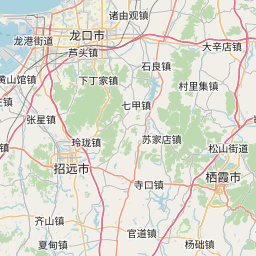 诸由观镇
龙口市
龙港街道
芦头镇
大辛店镇
石良镇
黄山馆镇
下丁家镇
村里集镇
七甲镇
张星镇
玲珑镇
苏家店镇
松山街道
招远市
寺口镇
栖霞市
齐山镇
官道镇
夏甸镇
杨础镇